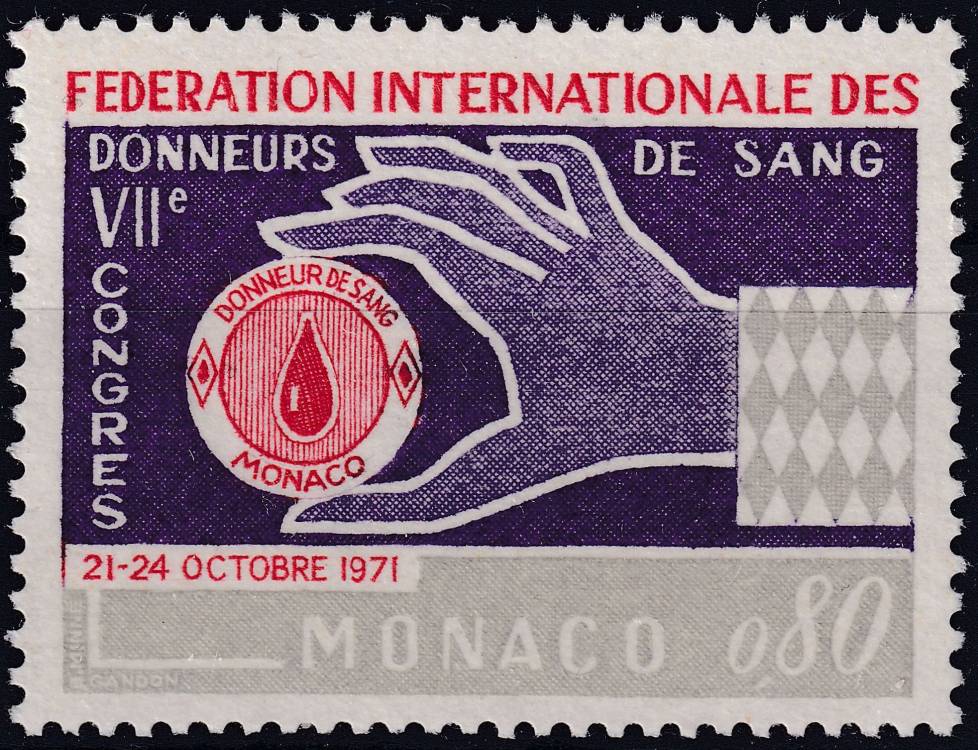 FEDERATION INTERNATIONALE DES
DONNEURS DE SANG
VIIe
CONGRES
DONNEUR DE SANG
MONACO
21-24 OCTOBRE 1971
MONACO 0,80
GANDON